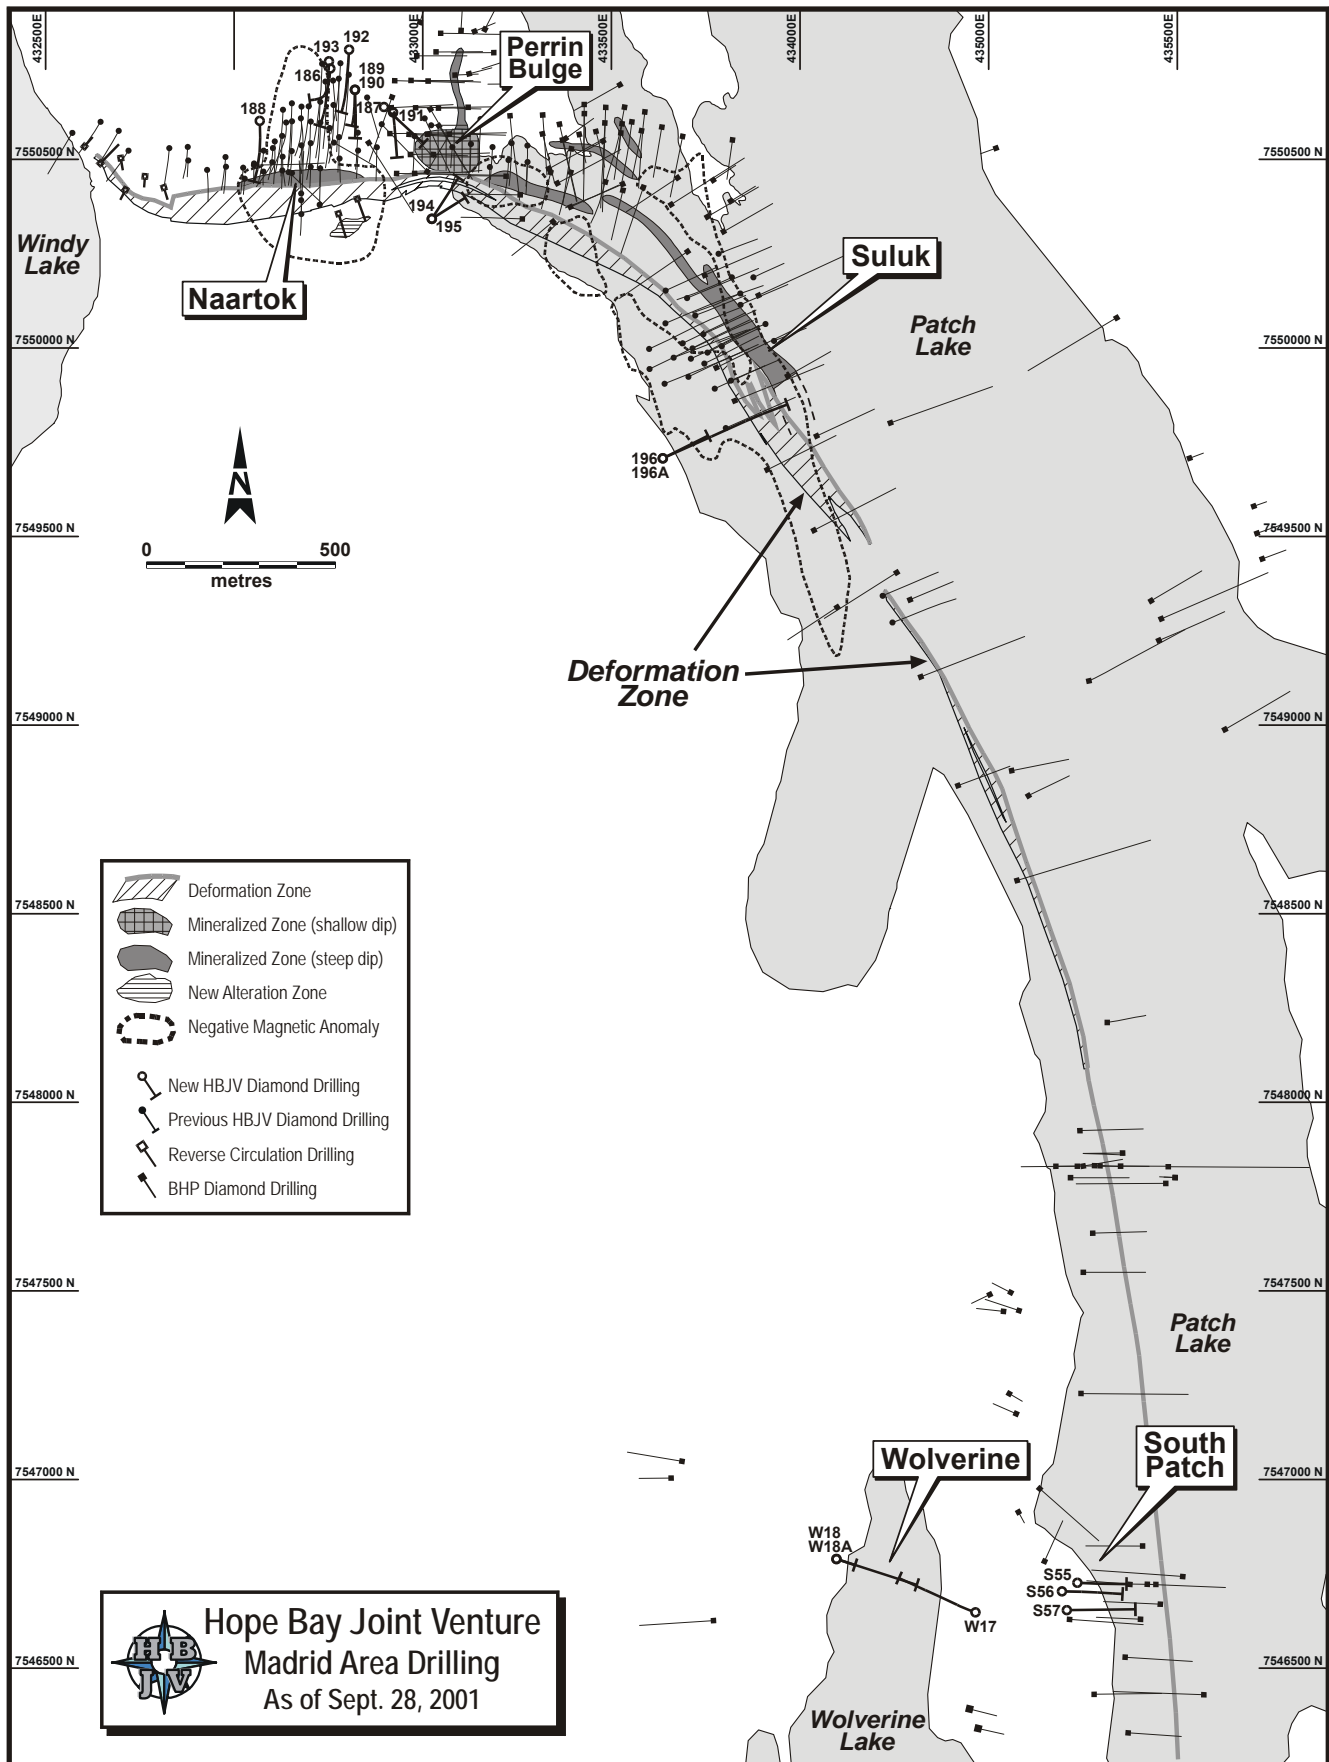 432500E
433000E
433500E
434000E
435000E
435500E
192
193
186
189
190
187
191
188
Perrin
Bulge
7550500 N
7550500 N
194
195
Windy
Lake
Naartok
Suluk
Patch
Lake
7550000 N
7550000 N
196
196A
N
7549500 N
7549500 N
0 500
metres
Deformation
Zone
7549000 N
7549000 N
Deformation Zone
Mineralized Zone (shallow dip)
Mineralized Zone (steep dip)
New Alteration Zone
Negative Magnetic Anomaly
New HBJV Diamond Drilling
Previous HBJV Diamond Drilling
Reverse Circulation Drilling
BHP Diamond Drilling
7548500 N
7548500 N
7548000 N
7548000 N
7547500 N
7547500 N
Patch
Lake
Wolverine
South
Patch
7547000 N
7547000 N
W18
W18A
W17
S55
S56
S57
7546500 N
7546500 N
Wolverine
Lake
HB
JV
Hope Bay Joint Venture
Madrid Area Drilling
As of Sept. 28, 2001